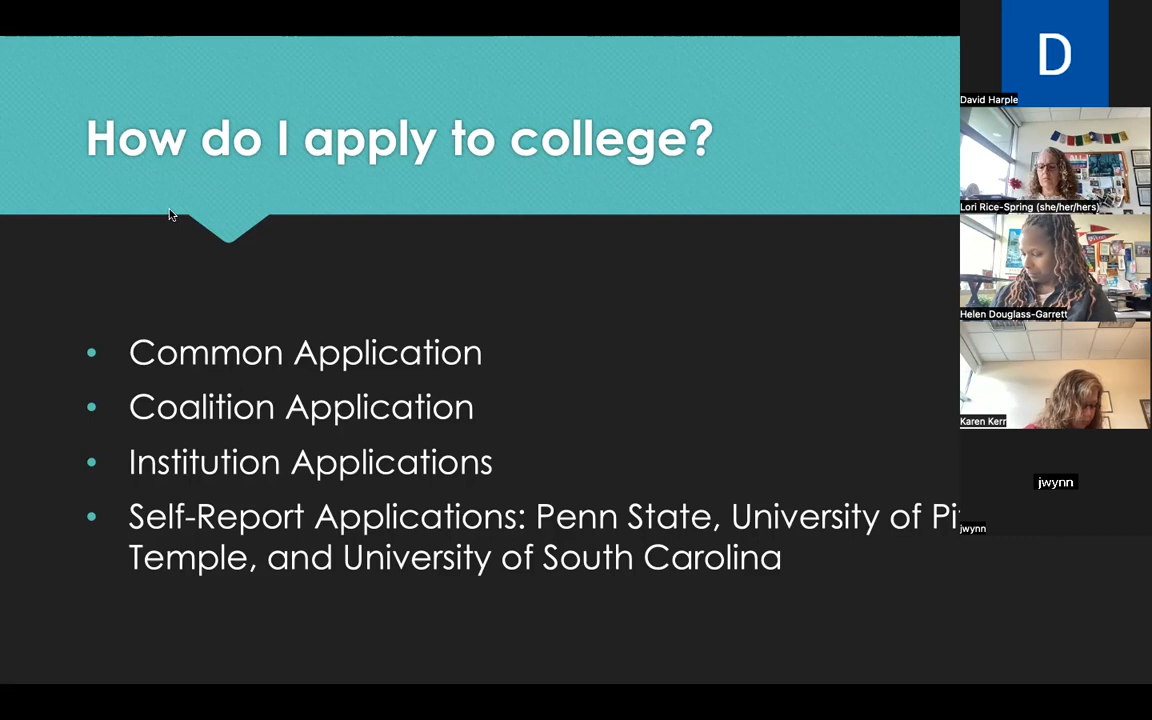 How do I apply to college?
• Common Application
• Coalition Application
• Institution Applications
• Self-Report Applications: Penn State, University of
Temple, and University of South Carolina
D
David Harple
Lori Rice-Spring (she/her/hers)
Helen Douglass-Garrett
Karen Kerr
jwynn
jwynn